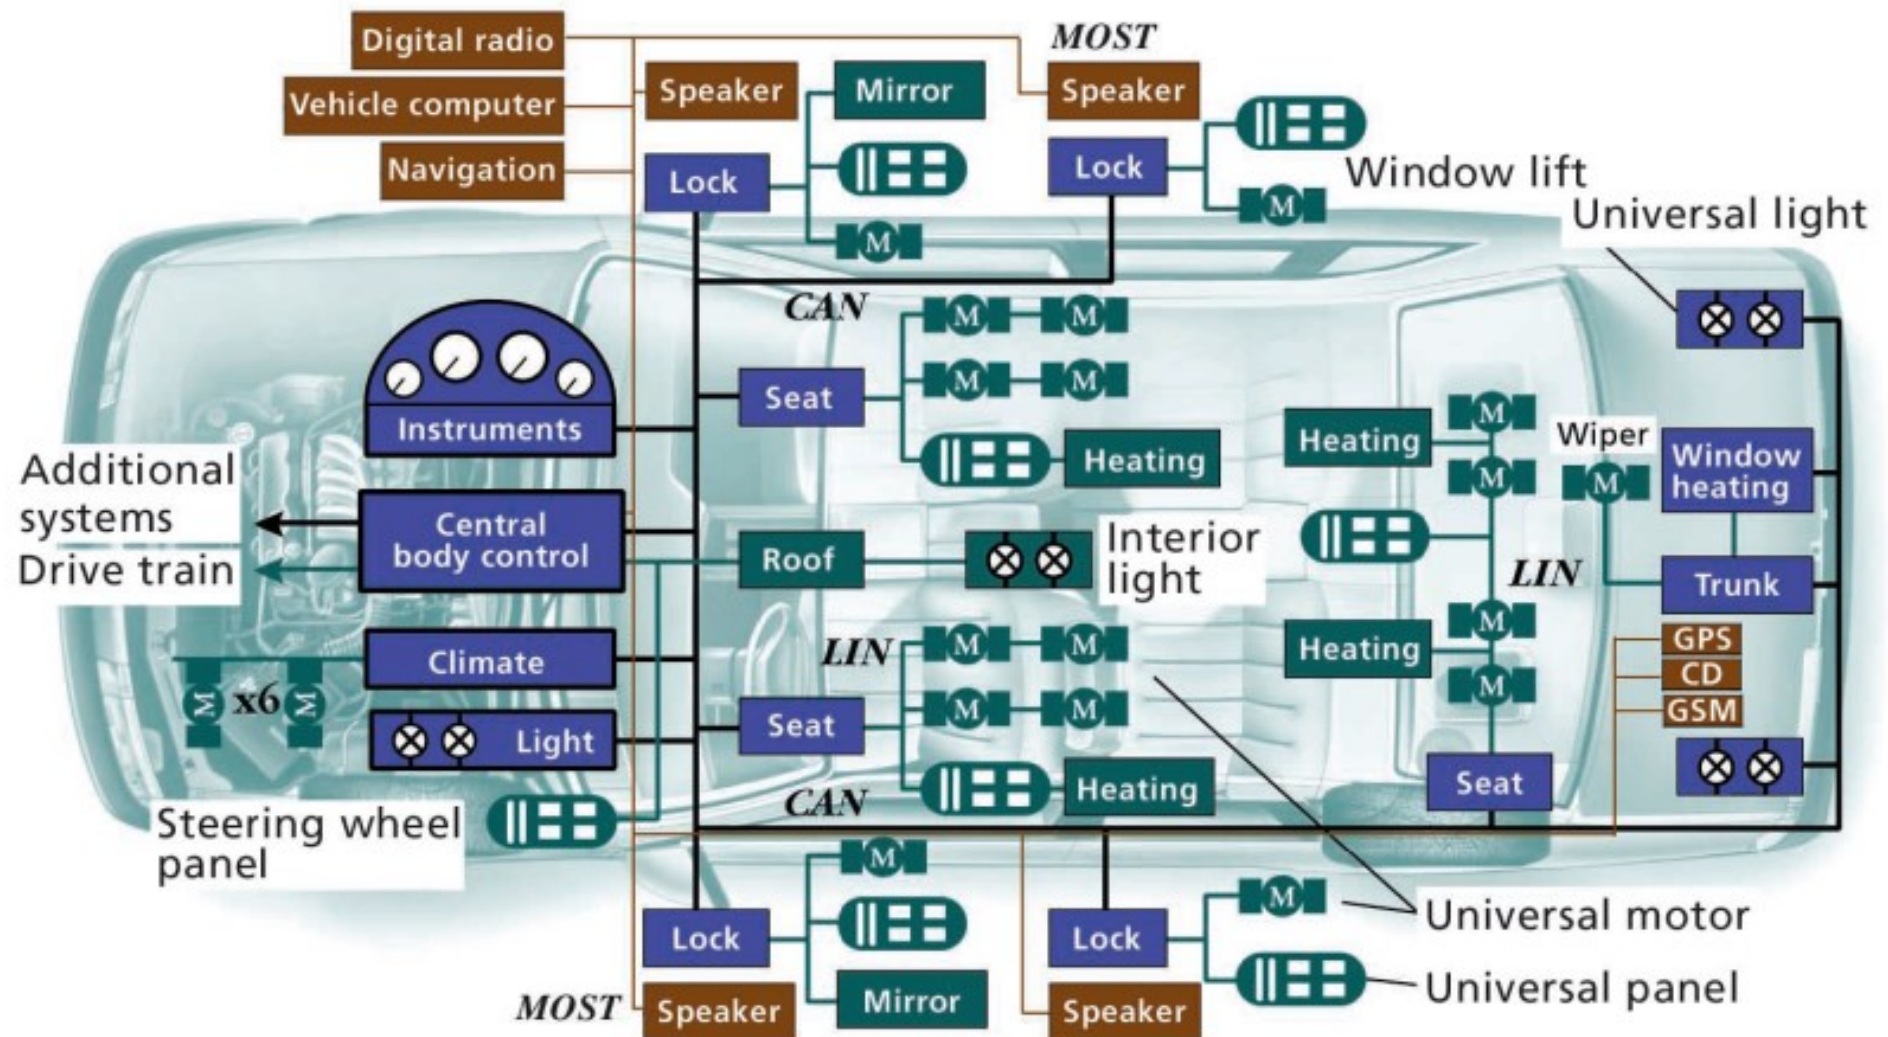 Digital radio
MOST
Vehicle computer
Speaker
Mirror
Speaker
Navigation
Lock
Lock
Window lift
M
M
Universal light
CAN
M
M
Instruments
Seat
M
M
Heating
Heating
M
M
Wiper
M
Window
heating
Additional
systems
Drive train
Central
body control
Roof
Interior
light
LIN
Trunk
Climate
LIN
M
M
Heating
M
M
GPS
CD
GSM
M
x6
M
Light
Seat
M
M
Heating
Seat
CAN
Steering wheel
panel
M
M
Universal motor
Lock
Lock
Universal panel
MOST
Speaker
Mirror
Speaker